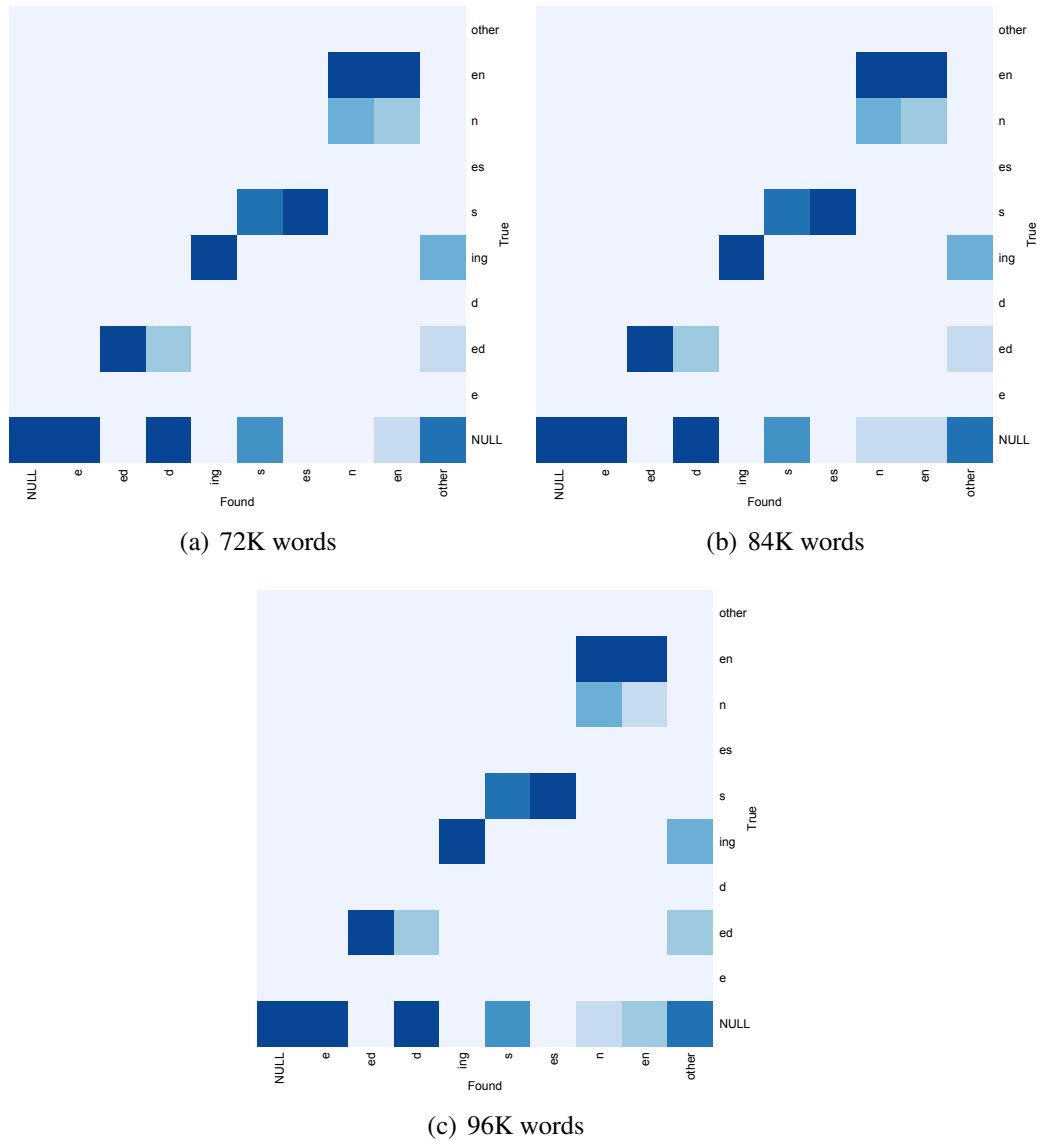 other
en
n
es
s
True
ing
d
ed
e
NULL
NULL e ed d ing s es n en other
Found
(a) 72K words
other
en
n
es
s
True
ing
d
ed
e
NULL
NULL e ed d ing s es n en other
Found
(b) 84K words
other
en
n
es
s
True
ing
d
ed
e
NULL
NULL e ed d ing s es n en other
Found
(c) 96K words